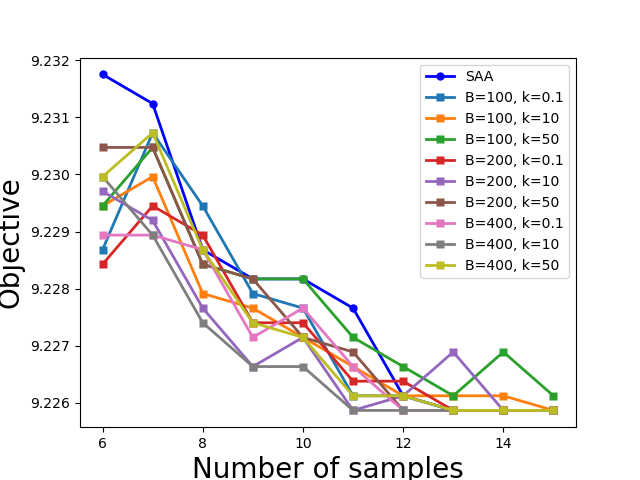 9.232
9.231
9.230
9.229
9.228
9.227
9.226
Objective
6
8
10
12
14
Number of samples
SAA
B=100, k=0.1
B=100, k=10
B=100, k=50
B=200, k=0.1
B=200, k=10
B=200, k=50
B=400, k=0.1
B=400, k=10
B=400, k=50